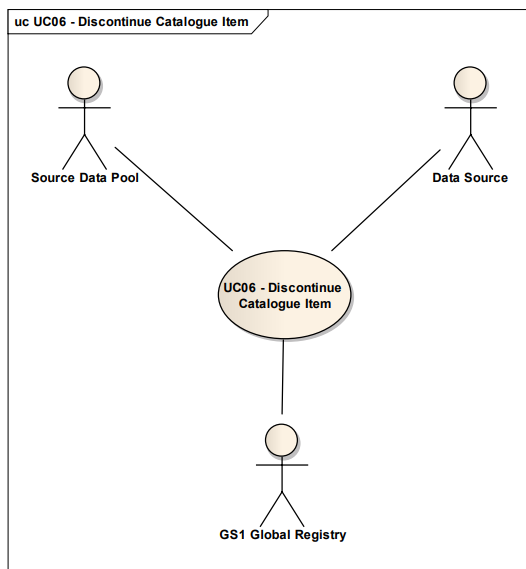 uc UC06 - Discontinue Catalogue Item
Source Data Pool
Data Source
UC06 - Discontinue
Catalogue Item
GS1 Global Registry